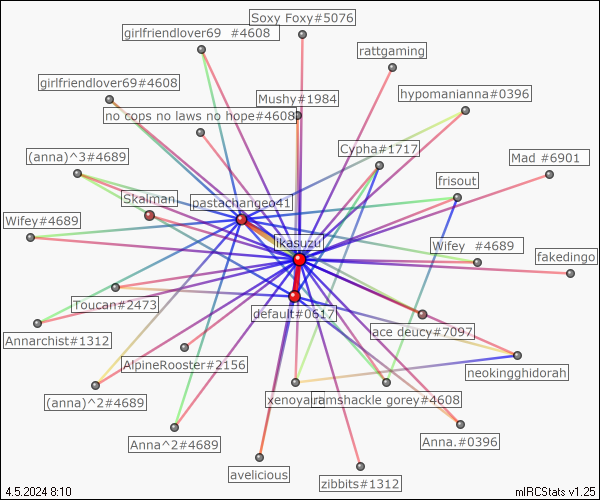 Soxy Foxy#5076
girlfriendlover69 #4608
rattgaming
girlfriendlover69#4608
hypomanianna#0396
Mushy#1984
no cops no laws no hope#4608
Cypha#1717
(anna)^3#4689
Mad #6901
frisout
Skaiman
pastachangeo41
Wifey#4689
likasuzu
Wifey #4689
fakedingo
Toucan#2473
default#0617
ace deucy#7097
Annarchist#1312
AlpineRooster#2156
neokingghidorah
(anna)^2#4689
ramshackle gorey#4608
Anna^2#4689
Anna.#0396
avelicious
zibbits#1312
4.5.2024 8:10
mIRCStats v1.25